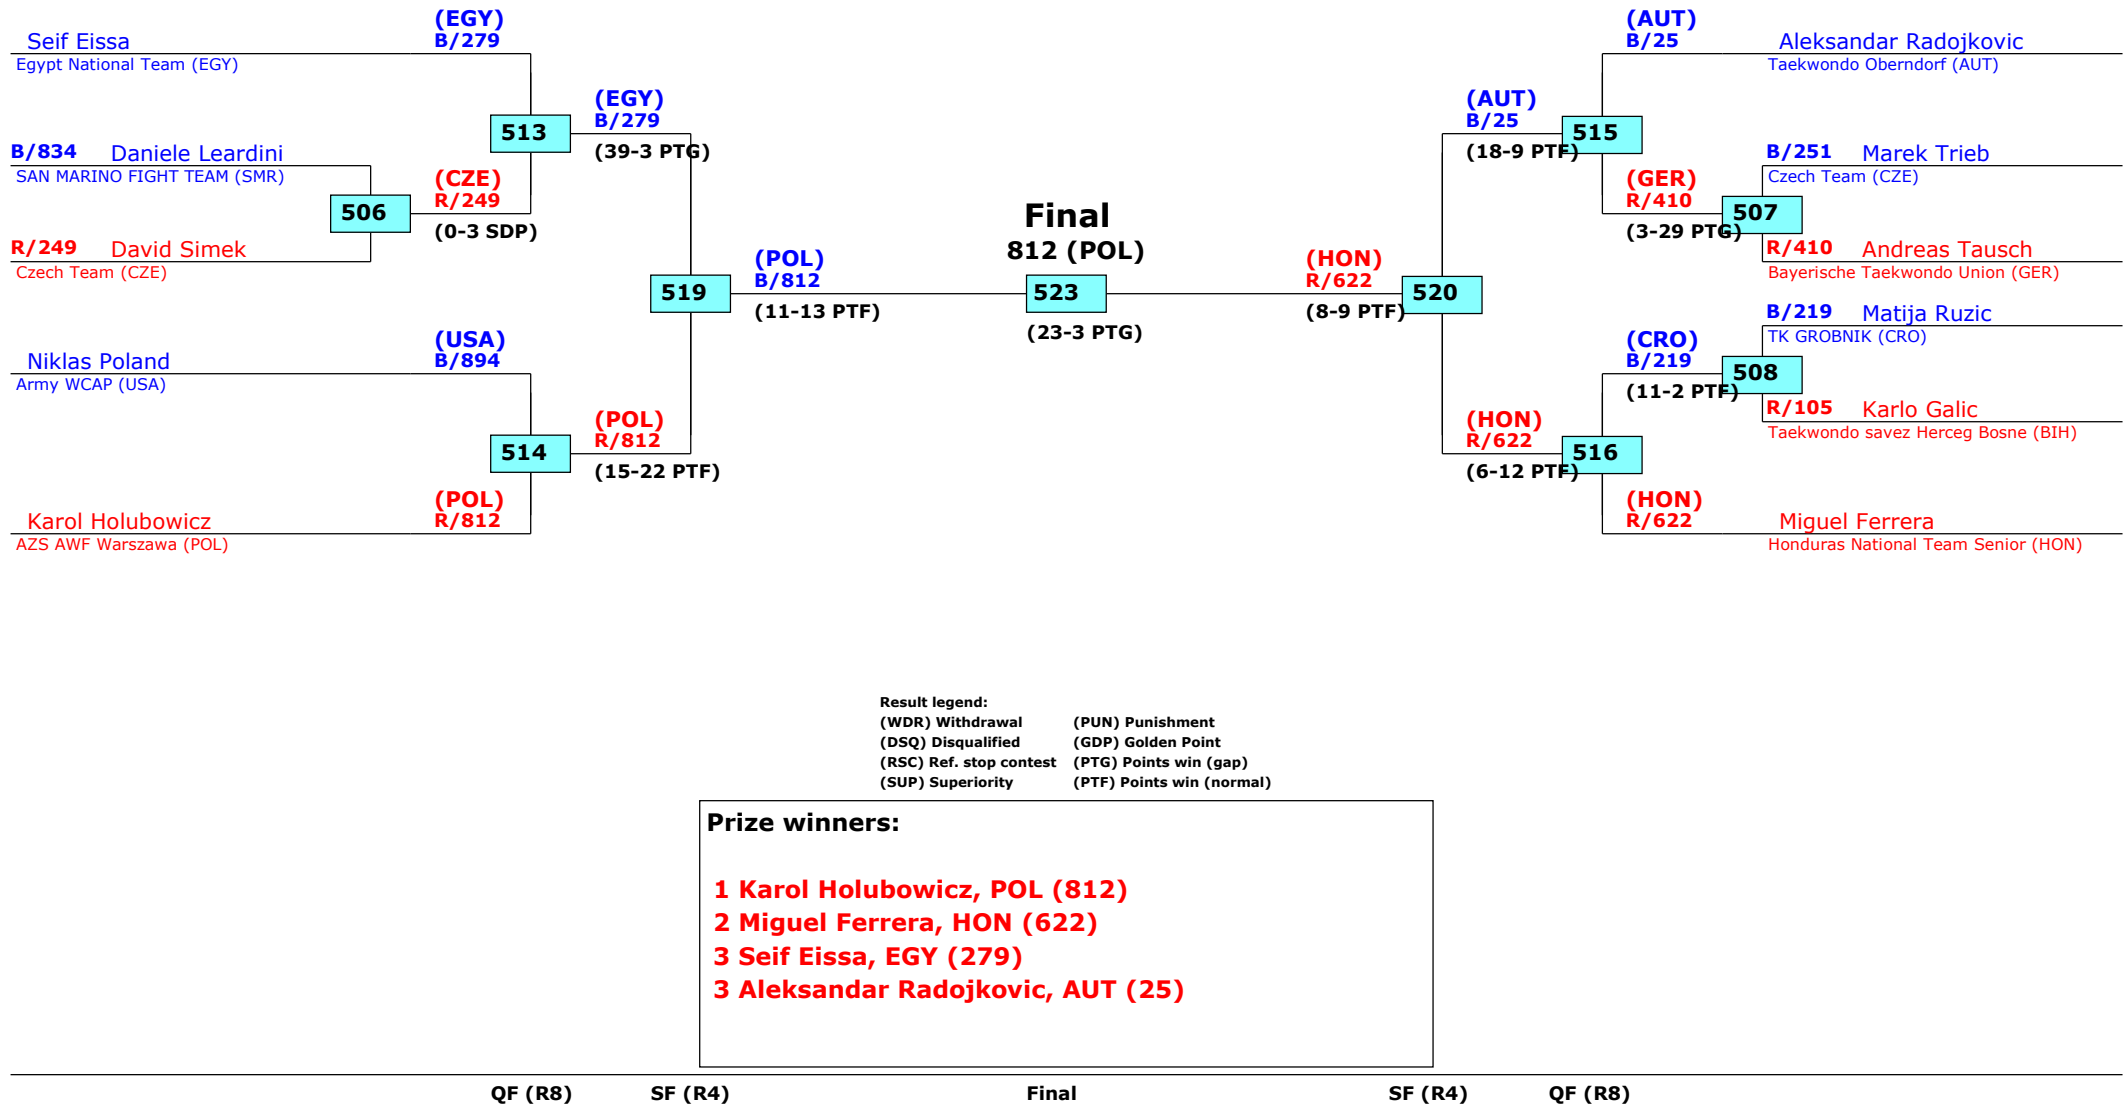 (EGY)
Seif Eissa B/279
Egypt National Team (EGY)
B/834 Daniele Leardini
SAN MARINO FIGHT TEAM (SMR)
R/249 David Simek
Czech Team (CZE)
506
(CZE)
R/249
(0-3 SDP)
513
(EGY)
B/279
(39-3 PTG)
(USA)
Niklas Poland B/894
Army WCAP (USA)
(POL)
Karol Holubowicz R/812
AZS AWF Warszawa (POL)
514
(POL)
R/812
(15-22 PTF)
519
(POL)
B/812
(11-13 PTF)
Final
812 (POL)
523
(23-3 PTG)
(HON)
R/622
(8-9 PTF)
520
(AUT)
B/25
(18-9 PTF)
515
(AUT)
B/25 Aleksandar Radojkovic
Taekwondo Oberndorf (AUT)
(GER)
R/410
(3-29 PTG)
507
B/251 Marek Trieb
Czech Team (CZE)
R/410 Andreas Tausch
Bayerische Taekwondo Union (GER)
B/219 Matija Ruzic
TK GROBNIK (CRO)
(CRO)
B/219
(11-2 PTF)
508
R/105 Karlo Galic
Taekwondo savez Herceg Bosne (BIH)
(HON)
R/622
(6-12 PTF)
516
(HON)
R/622 Miguel Ferrera
Honduras National Team Senior (HON)
Result legend:
(WDR) Withdrawal (PUN) Punishment
(DSQ) Disqualified (GDP) Golden Point
(RSC) Ref. stop contest (PTG) Points win (gap)
(SUP) Superiority (PTF) Points win (normal)
Prize winners:
1 Karol Holubowicz, POL (812)
2 Miguel Ferrera, HON (622)
3 Seif Eissa, EGY (279)
3 Aleksandar Radojkovic, AUT (25)
QF (R8) SF (R4) Final SF (R4) QF (R8)